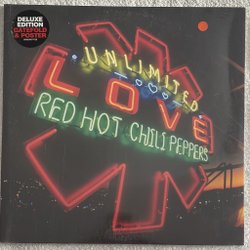 DELUXE
EDITION
GATEFOLD
& POSTER
UNLIMITED
LOVE
RED HOT CHILI PEPPERS